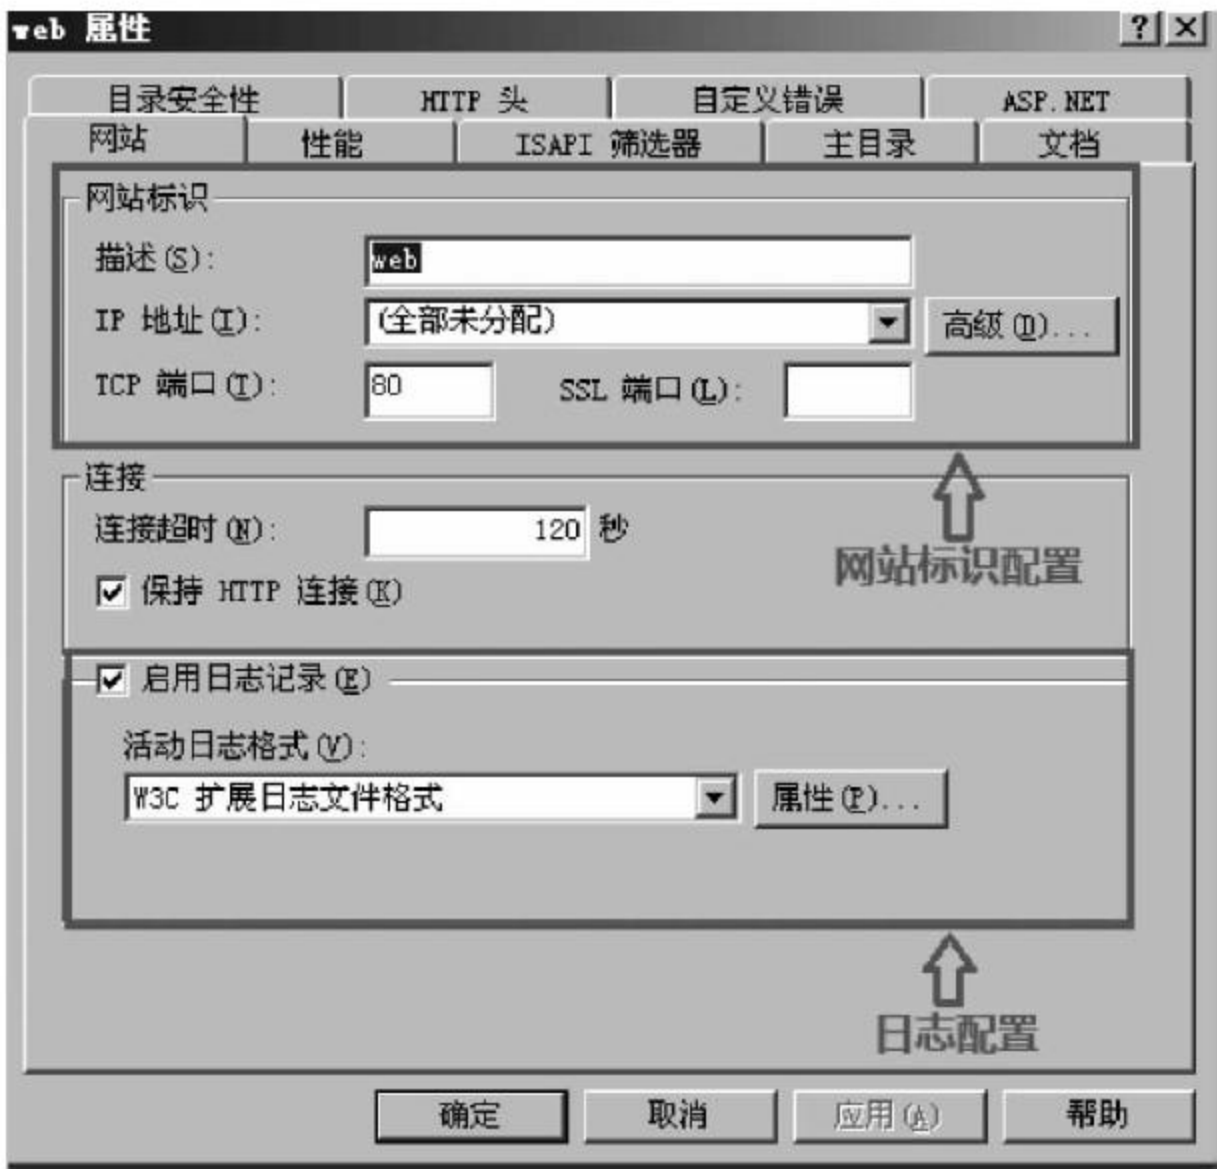 web 属性
目录安全性 HTTP 头 自定义错误 ASP.NET
网站 性能 ISAPI 筛选器 主目录 文档
网站标识
描述(S): web
IP 地址(I): (全部未分配) 高级(D)...
TCP 端口(T): 80 SSL 端口(L):
连接
连接超时(N): 120 秒
网站标识配置
保持 HTTP 连接(K)
启用日志记录(E)
活动日志格式(V):
W3C 扩展日志文件格式 属性(P)...
日志配置
确定 取消 应用(A) 帮助